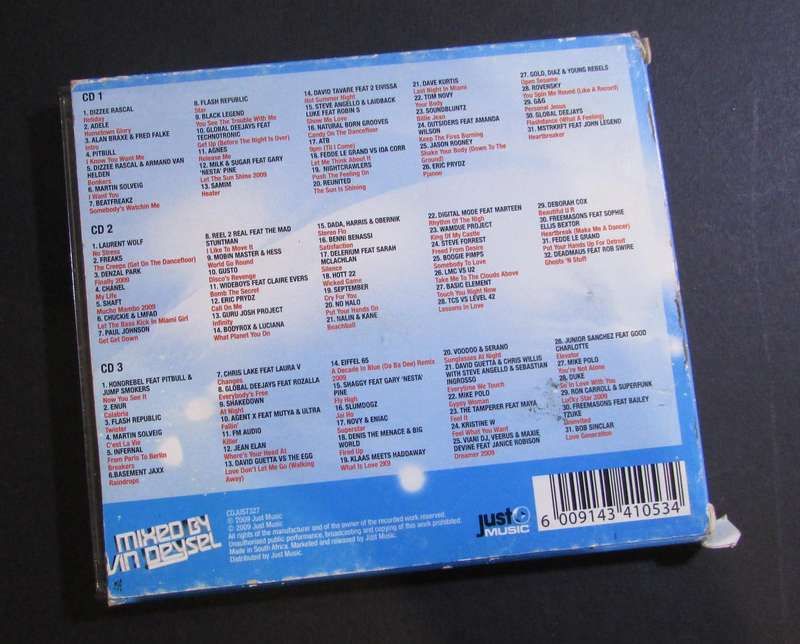 CD 1
1. DIZZEE RASCAL
Holiday
2. ADELE
Hometown Glory
3. ALAN BRAXE & FRED FALKE
Intro
4. PITBULL
I Know You Want Me
5. DIZZEE RASCAL & ARMAND VAN
HELDEN
Bonkers
6. MARTIN SOLVEIG
I Want You
7. BEATFREAKZ
Somebody's Watchin Me
8. FLASH REPUBLIC
Star
9. BLACK LEGEND
You See The Trouble With Me
10. GLOBAL DEEJAYS FEAT
TECHNOTRONIC
Get Up (Before The Night Is Over)
11. AGNES
Release Me
12. MILK & SUGAR FEAT GARY
'NESTA' PINE
Let The Sun Shine 2009
13. SAMIM
Heater
14. DAVID TAVARE FEAT 2 EIVISSA
Hot Summer Night
15. STEVE ANGELLO & LAIDBACK
LUKE FEAT ROBIN S
Show Me Love
16. NATURAL BORN GROOVES
Candy On The Dancefloor
17. ATB
9pm (Til I Come)
18. FEDDE LE GRAND VS IDA CORR
Let Me Think About It
19. NIGHTCRAWLERS
Push The Feeling On
20. REUNITED
The Sun Is Shining
21. DAVE KURTIS
Last Night In Miami
22. TOM NOVY
Your Body
23. SOUNDBLUNTZ
Billie Jean
24. OUTSIDERS FEAT AMANDA
WILSON
Keep The Fires Burning
25. JASON ROONEY
Shake Your Body (Down To The
Ground)
26. ERIC PRYDZ
Pjanoo
27. GOLD, DIAZ & YOUNG REBELS
Open Sesame
28. ROVENSKY
You Spin Me Round (Like A Record)
29. G&G
Personal Jesus
30. GLOBAL DEEJAYS
Flashdance (What A Feeling)
31. MSTRKRFT FEAT JOHN LEGEND
Heartbreaker
CD 2
1. LAURENT WOLF
No Stress
2. FREAKS
The Creeps (Get On The Dancefloor)
3. DENZAL PARK
Finally 2009
4. CHANEL
My Life
5. SHAFT
Mucho Mambo 2009
6. CHUCKIE & LMFAO
Let The Bass Kick In Miami Girl
7. PAUL JOHNSON
Get Get Down
8. REEL 2 REAL FEAT THE MAD
STUNTMAN
I Like To Move It
9. MOBIN MASTER & HESS
World Go Round
10. GUSTO
Disco's Revenge
11. WIDEBOYS FEAT CLAIRE EVERS
Bomb The Secret
12. ERIC PRYDZ
Call On Me
13. GURU JOSH PROJECT
Infinity
14. BODYROX & LUCIANA
What Planet You On
15. DADA, HARRIS & OBERNIK
Stereo Flo
16. BENNI BENASSI
Satisfaction
17. DELERIUM FEAT SARAH
MCLACHLAN
Silence
18. HOTT 22
Wicked Game
19. SEPTEMBER
Cry For You
20. NO HALO
Put Your Hands On
21. NALIN & KANE
Beachball
22. DIGITAL MODE FEAT MARTEEN
Rhythm Of The Nigh
23. WAMDUE PROJECT
King Of My Castle
24. STEVE FORREST
Freed From Desire
25. BOOGIE PIMPS
Somebody To Love
26. LMC VS U2
Take Me To The Clouds Above
27. BASIC ELEMENT
Touch You Right Now
28. TCS VS LEVEL 42
Lessons In Love
29. DEBORAH COX
Beautiful U R
30. FREEMASONS FEAT SOPHIE
ELLIS BEXTOR
Heartbreak (Make Me A Dancer)
31. FEDDE LE GRAND
Put Your Hands Up For Detroit
32. DEADMAUS FEAT ROB SWIRE
Ghosts 'N Stuff
CD 3
1. HONOREBEL FEAT PITBULL &
JUMP SMOKERS
Now You See It
2. ENUR
Calabria
3. FLASH REPUBLIC
Twister
4. MARTIN SOLVEIG
C'est La Vie
5. INFERNAL
From Paris To Berlin
Breakers
6.BASEMENT JAXX
Raindrops
7. CHRIS LAKE FEAT LAURA V
Changes
8. GLOBAL DEEJAYS FEAT ROZALLA
Everybody's Free
9. SHAKEDOWN
At Night
10. AGENT X FEAT MUTYA & ULTRA
Fallin'
11. FM AUDIO
Killer
12. JEAN ELAN
Where's Your Head At
13. DAVID GUETTA VS THE EGG
Love Don't Let Me Go (Walking
Away)
14. EIFFEL 65
A Decade In Blue (Da Ba Dee) Remix
2009
15. SHAGGY FEAT GARY 'NESTA' PINE
Fly High
16. SLUMDOGZ
Jai Ho
17. NOVY & ENIAC
Superstar
18. DENIS THE MENACE & BIG
WORLD
Fired Up
19. KLAAS MEETS HADDAWAY
What Is Love 2K9
20. VOODOO & SERANO
Sunglasses At Night
21. DAVID GUETTA & CHRIS WILLIS
WITH STEVE ANGELLO & SEBASTIAN
INGROSSO
Everytime We Touch
22. MIKE POLO
Gypsy Woman
23. THE TAMPERER FEAT MAYA
Feel It
24. KRISTINE W
Feel What You Want
25. VIANI DJ, VEERUS & MAXIE
DEVINE FEAT JANICE ROBISON
Dreamer 2009
26. JUNIOR SANCHEZ FEAT GOOD
CHARLOTTE
Elevator
27. MIKE POLO
You're Not Alone
28. DUKE
So In Love With You
29. RON CARROLL & SUPERFUNK
Lucky Star 2009
30. FREEMASONS FEAT BAILEY
TZUKE
Uninvited
31. BOB SINCLAR
Love Generation
MIXED BY
VIN DEYSEL
CDJUST327
℗ 2009 Just Music
© 2009 Just Music
All rights of the manufacturer and of the owner of the recorded work reserved.
Unauthorised public performance, broadcasting and copying of this work prohibited.
Made in South Africa. Marketed and released by Just Music.
Distributed by Just Music.
just
MUSIC
6 009143 410534